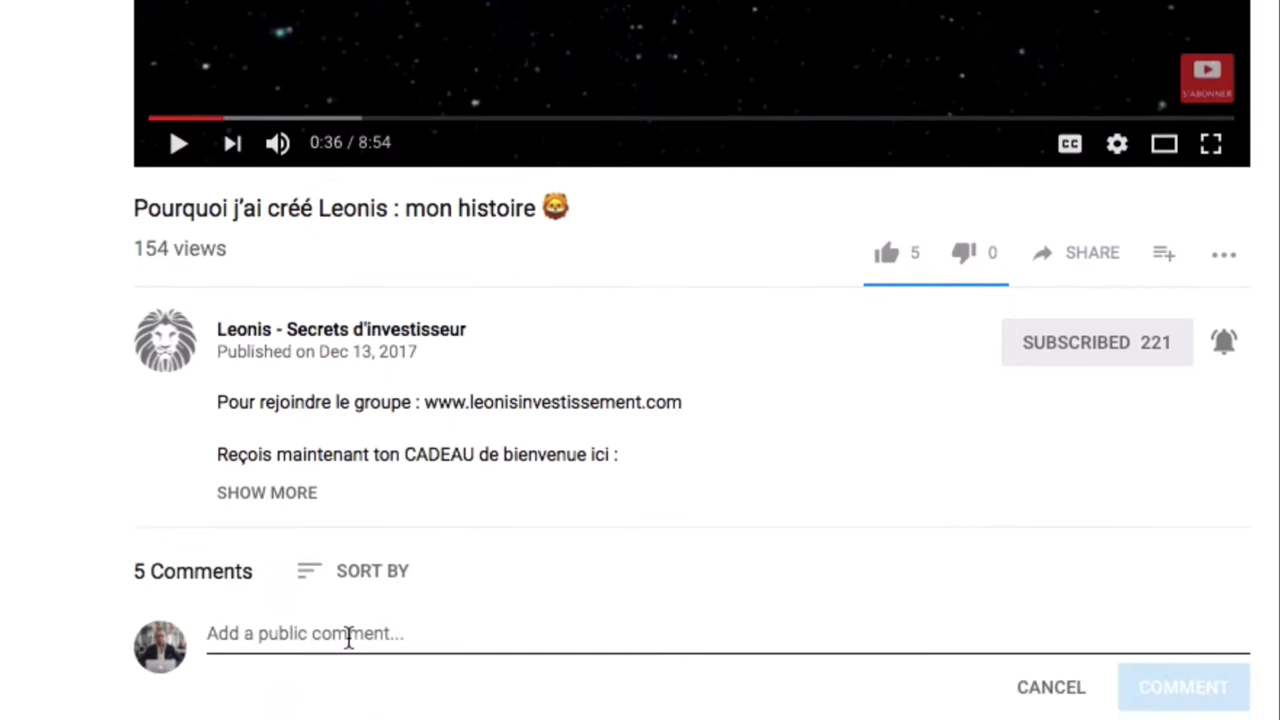 S'ABONNER
0:36 / 8:54
CC
Pourquoi j'ai créé Leonis : mon histoire 🦁
154 views
5 0 SHARE
Leonis - Secrets d'investisseur
Published on Dec 13, 2017
SUBSCRIBED 221
Pour rejoindre le groupe : www.leonisinvestissement.com
Reçois maintenant ton CADEAU de bienvenue ici :
SHOW MORE
5 Comments SORT BY
Add a public comment...
CANCEL COMMENT